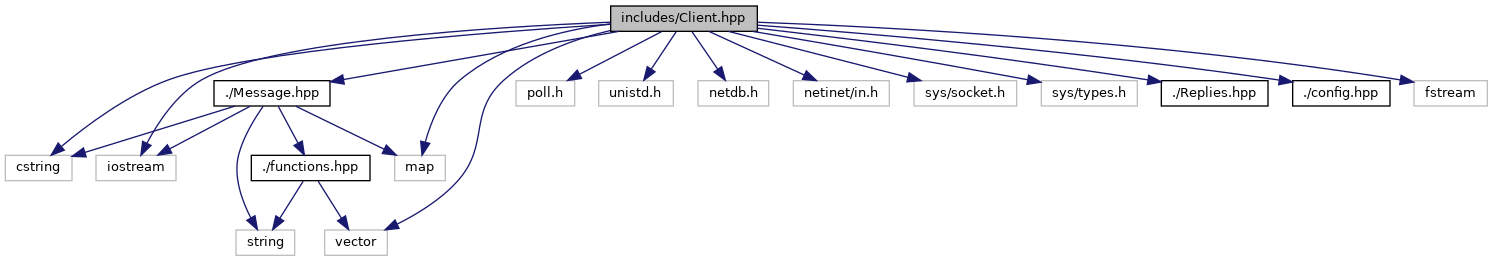 includes/Client.hpp
./Message.hpp
poll.h
unistd.h
netdb.h
netinet/in.h
sys/socket.h
sys/types.h
./Replies.hpp
./config.hpp
fstream
cstring
iostream
./functions.hpp
map
string
vector